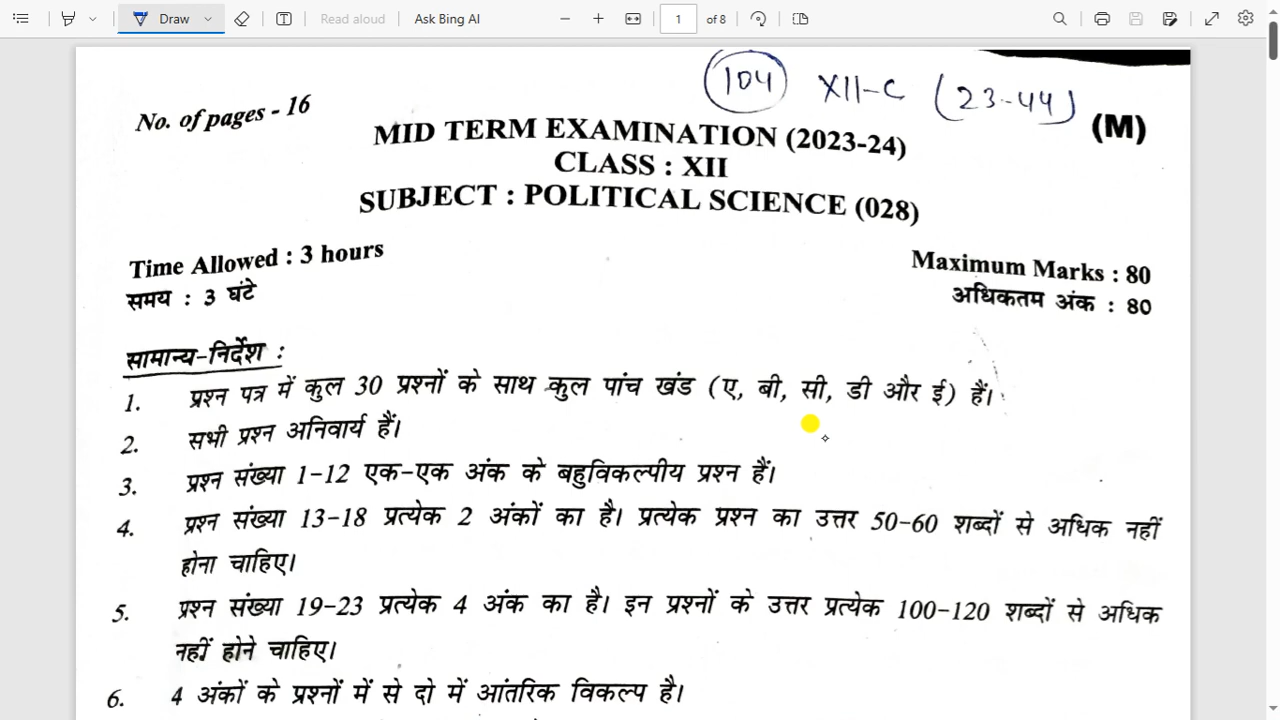 Draw
Read aloud
Ask Bing AI
1
of 8
104
XII-C (23-44)
No. of pages - 16
(M)
MID TERM EXAMINATION (2023-24)
CLASS : XII
SUBJECT : POLITICAL SCIENCE (028)
Time Allowed : 3 hours
Maximum Marks : 80
समय : 3 घंटे
अधिकतम अंक : 80
सामान्य-निर्देश :
1. प्रश्न पत्र में कुल 30 प्रश्नों के साथ कुल पांच खंड (ए, बी, सी, डी और ई) हैं।
2. सभी प्रश्न अनिवार्य हैं।
3. प्रश्न संख्या 1-12 एक-एक अंक के बहुविकल्पीय प्रश्न हैं।
4. प्रश्न संख्या 13-18 प्रत्येक 2 अंकों का है। प्रत्येक प्रश्न का उत्तर 50-60 शब्दों से अधिक नहीं
होना चाहिए।
5. प्रश्न संख्या 19-23 प्रत्येक 4 अंक का है। इन प्रश्नों के उत्तर प्रत्येक 100-120 शब्दों से अधिक
नहीं होने चाहिए।
6. 4 अंकों के प्रश्नों में से दो में आंतरिक विकल्प है।